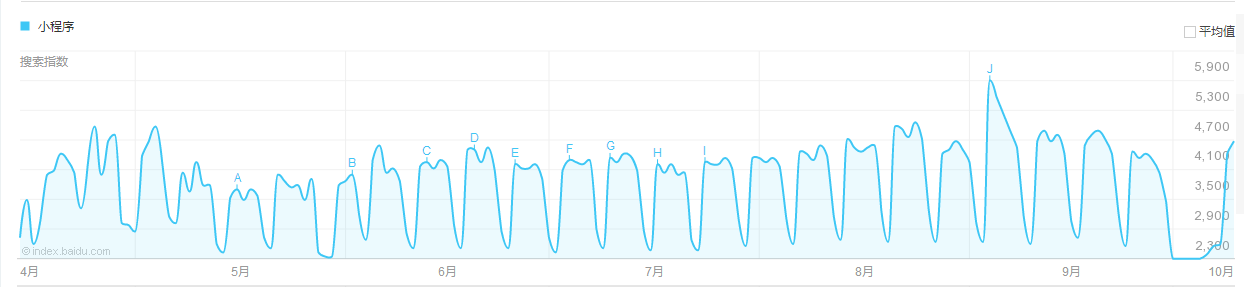 小程序
平均值
搜索指数
5,900
5,300
4,700
4,100
3,500
2,900
2,300
A
B
C
D
E
F
G
H
I
J
© index.baidu.com
4月 5月 6月 7月 8月 9月 10月